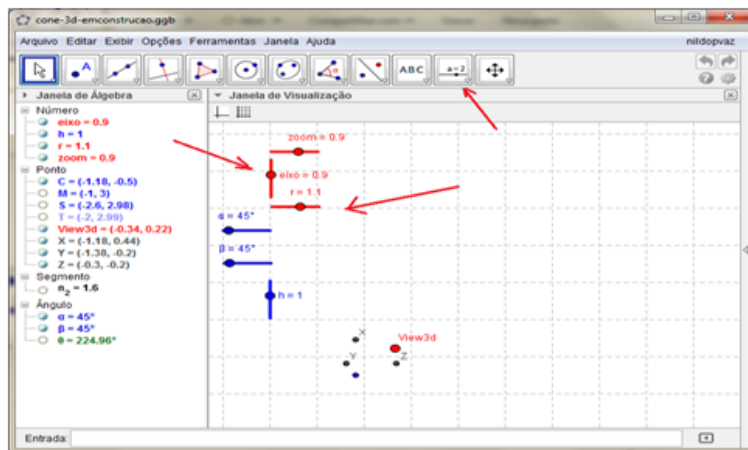 cone-3d-emconstrucao.ggb
Arquivo Editar Exibir Opções Ferramentas Janela Ajuda nildopvaz
A ABC a=2
Janela de Álgebra
Janela de Visualização
Número
eixo = 0.9
h = 1
r = 1.1
zoom = 0.9
Ponto
C = (-1.18, -0.5)
M = (-1, 3)
S = (-2.6, 2.98)
T = (-2, 2.99)
View3d = (-0.34, 0.22)
X = (-1.18, 0.44)
Y = (-1.38, -0.2)
Z = (-0.3, -0.2)
Segmento
n₂ = 1.6
Ângulo
α = 45°
β = 45°
θ = 224.96°
zoom = 0.9
eixo = 0.9
r = 1.1
α = 45°
β = 45°
h = 1
X
View3d
Y
Z
Entrada: